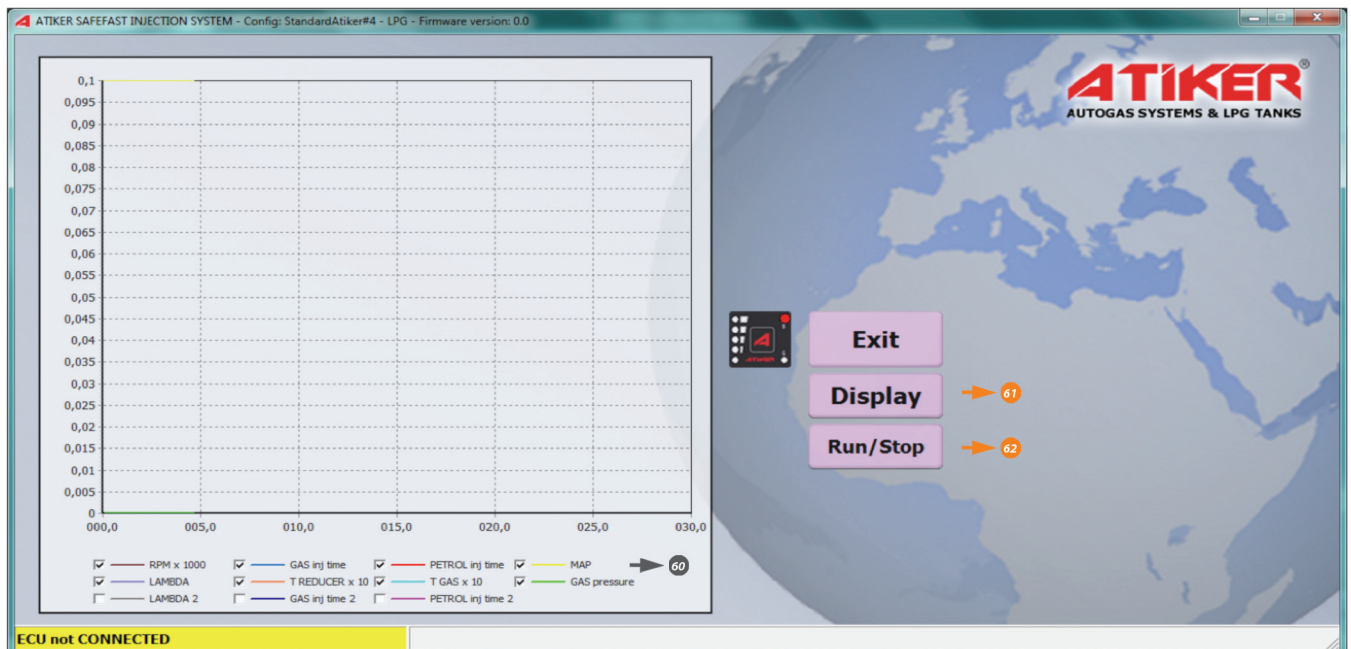 ATIKER SAFEFAST INJECTION SYSTEM - Config: StandardAtiker#4 - LPG - Firmware version: 0.0
ATİKER®
AUTOGAS SYSTEMS & LPG TANKS
0,1
0,095
0,09
0,085
0,08
0,075
0,07
0,065
0,06
0,055
0,05
0,045
0,04
0,035
0,03
0,025
0,02
0,015
0,01
0,005
0
000,0 005,0 010,0 015,0 020,0 025,0 030,0
Exit
Display 61
Run/Stop 62
RPM x 1000 GAS inj time PETROL inj time MAP 60
LAMBDA T REDUCER x 10 T GAS x 10 GAS pressure
LAMBDA 2 GAS inj time 2 PETROL inj time 2
ECU not CONNECTED